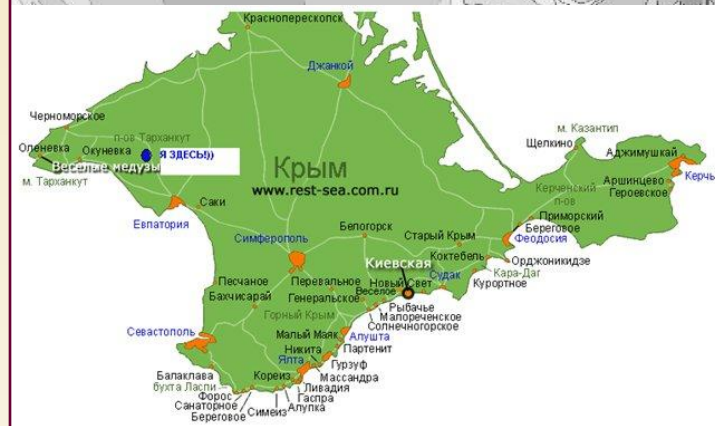 Красноперескопск
Джанкой
Черноморское
п-ов Тарханкут
Оленевка
Окуневка
Я ЗДЕСЬ!))
Веселые медузы
м. Тарханкут
м. Казантип
Щелкино
Аджимушкай
Крым
www.rest-sea.com.ru
Керчь
Аршинцево
Героевское
Керченский
п-ов
Саки
Евпатория
Приморский
Береговое
Белогорск
Старый Крым
Феодосия
Симферополь
Коктебель
Орджоникидзе
Киевская
Кара-Даг
Судак
Курортное
Песчаное
Перевальное
Новый Свет
Веселое
Бахчисарай
Генеральское
Рыбачье
Малореченское
Солнечногорское
Горный Крым
Севастополь
Малый Маяк
Алушта
Никита
Партенит
Ялта
Гурзуф
Балаклава
Кореиз
Массандра
бухта Ласпи
Ливадия
Форос
Гаспра
Санаторное
Алупка
Береговое
Симеиз